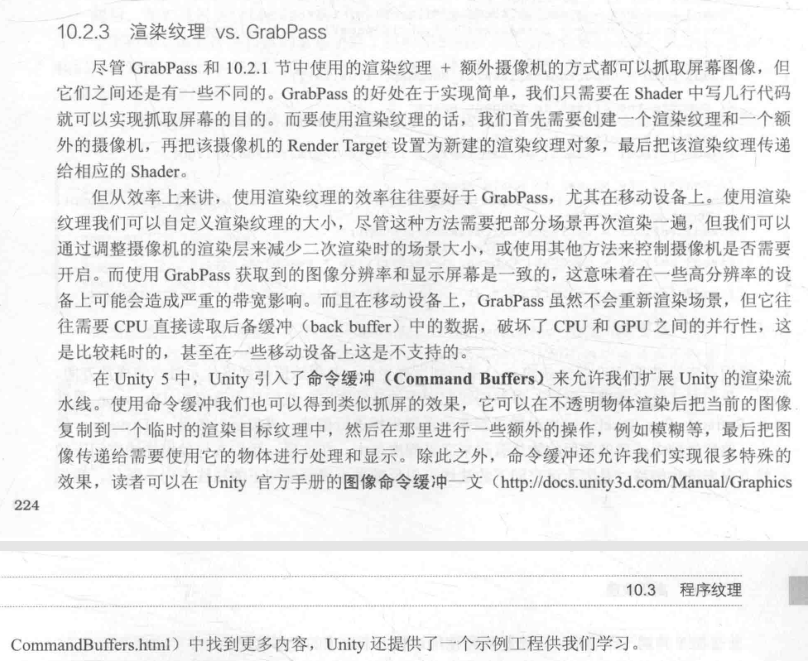 10.2.3 渲染纹理 vs. GrabPass
尽管 GrabPass 和 10.2.1 节中使用的渲染纹理 + 额外摄像机的方式都可以抓取屏幕图像，但
它们之间还是有一些不同的。GrabPass 的好处在于实现简单，我们只需要在 Shader 中写几行代码
就可以实现抓取屏幕的目的。而要使用渲染纹理的话，我们首先需要创建一个渲染纹理和一个额
外的摄像机，再把该摄像机的 Render Target 设置为新建的渲染纹理对象，最后把该渲染纹理传递
给相应的 Shader。
但从效率上来讲，使用渲染纹理的效率往往要好于 GrabPass，尤其在移动设备上。使用渲染
纹理我们可以自定义渲染纹理的大小，尽管这种方法需要把部分场景再次渲染一遍，但我们可以
通过调整摄像机的渲染层来减少二次渲染时的场景大小，或使用其他方法来控制摄像机是否需要
开启。而使用 GrabPass 获取到的图像分辨率和显示屏幕是一致的，这意味着在一些高分辨率的设
备上可能会造成严重的带宽影响。而且在移动设备上，GrabPass 虽然不会重新渲染场景，但它往
往需要 CPU 直接读取后备缓冲（back buffer）中的数据，破坏了 CPU 和 GPU 之间的并行性，这
是比较耗时的，甚至在一些移动设备上这是不支持的。
在 Unity 5 中，Unity 引入了命令缓冲（Command Buffers）来允许我们扩展 Unity 的渲染流
水线。使用命令缓冲我们也可以得到类似抓屏的效果，它可以在不透明物体渲染后把当前的图像
复制到一个临时的渲染目标纹理中，然后在那里进行一些额外的操作，例如模糊等，最后把图
像传递给需要使用它的物体进行处理和显示。除此之外，命令缓冲还允许我们实现很多特殊的
效果，读者可以在 Unity 官方手册的图像命令缓冲一文（http://docs.unity3d.com/Manual/Graphics
224
10.3 程序纹理
CommandBuffers.html）中找到更多内容，Unity 还提供了一个示例工程供我们学习。